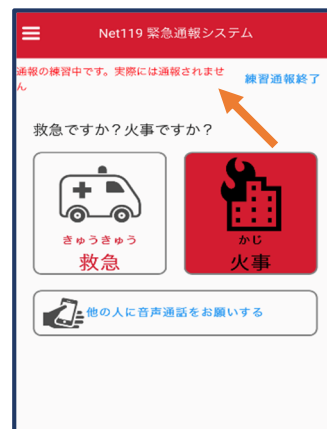 Net119 緊急通報システム
通報の練習中です。実際には通報されませ
ん
練習通報終了
救急ですか？火事ですか？
きゅうきゅう
救急
かじ
火事
他の人に音声通話をお願いする